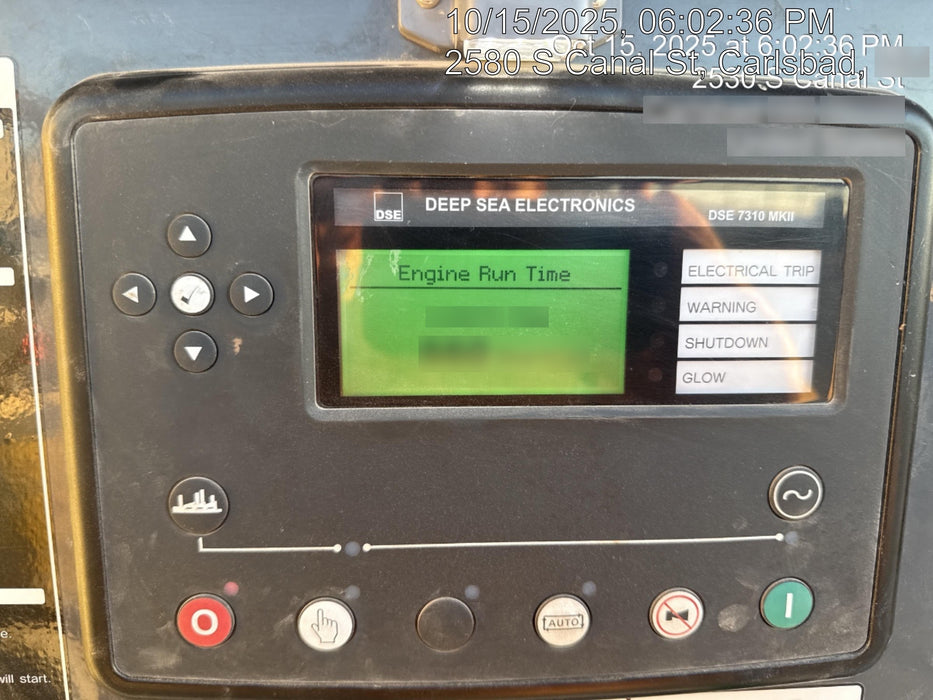 10/15/2025, 06:02:36 PM
Oct 15, 2025 at 6:02:36 PM
2580 S Canal St, Carlsbad,
2530 S Canal St
DSE
DEEP SEA ELECTRONICS
DSE 7310 MKII
Engine Run Time
ELECTRICAL TRIP
WARNING
SHUTDOWN
GLOW
O
AUTO
I
e.
will start.